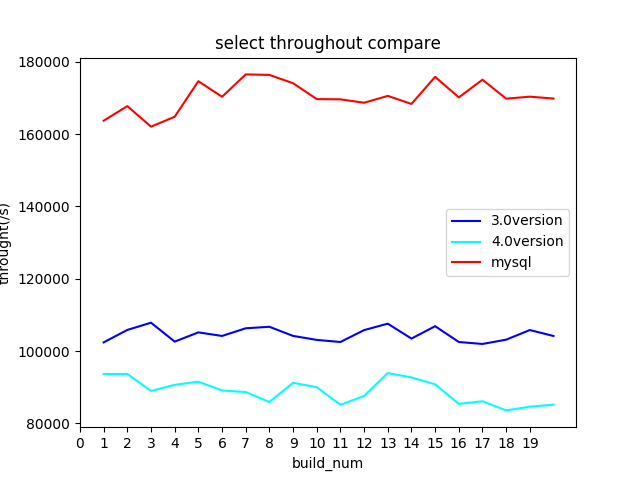 select throughout compare
180000
160000
140000
120000
100000
80000
throught(/s)
3.0version
4.0version
mysql
0 1 2 3 4 5 6 7 8 9 10 11 12 13 14 15 16 17 18 19
build_num